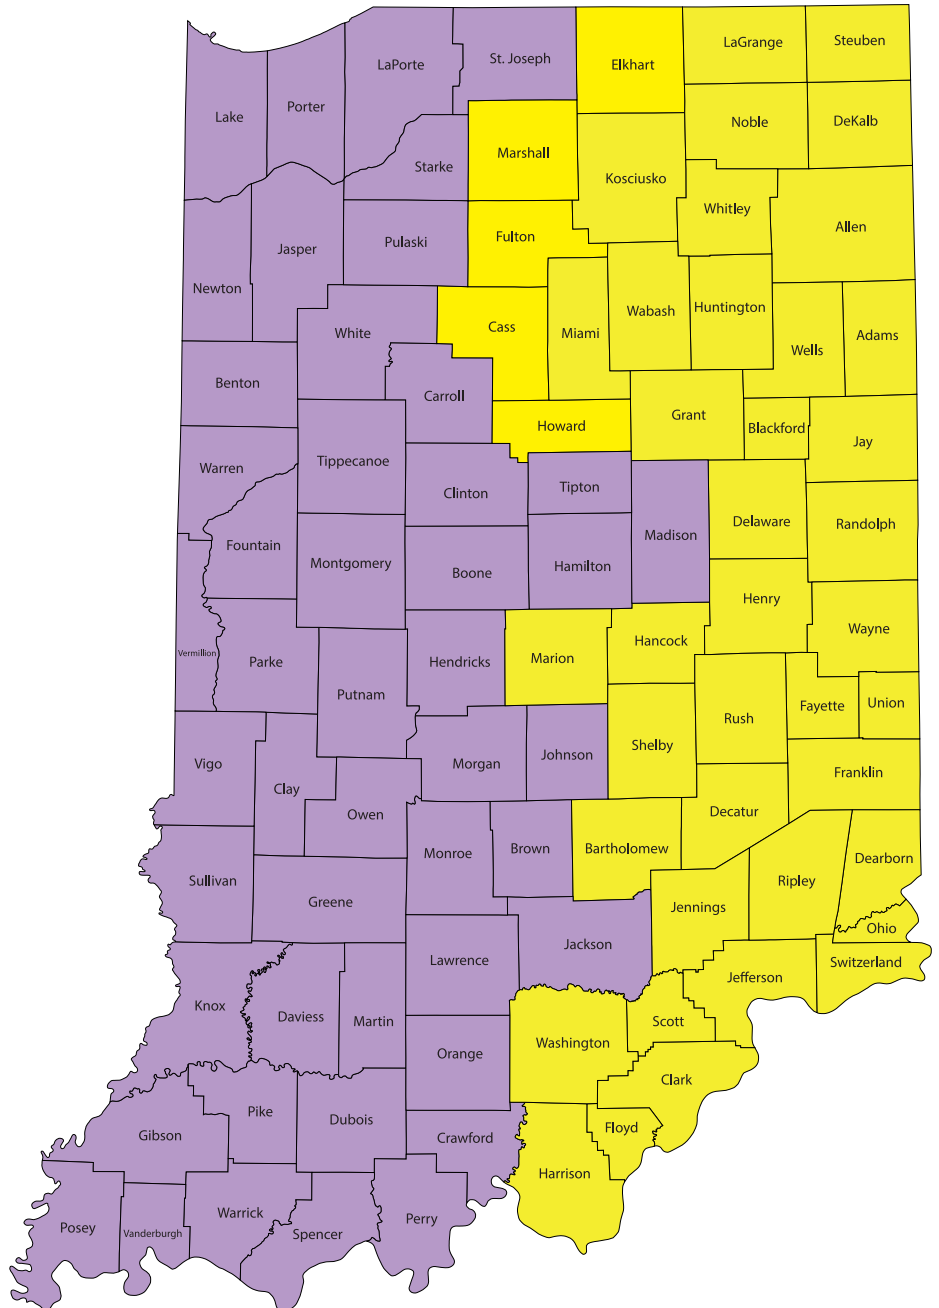 LaGrange
Steuben
St. Joseph
LaPorte
Elkhart
Porter
Lake
Noble
DeKalb
Marshall
Starke
Kosciusko
Whitley
Allen
Fulton
Pulaski
Jasper
Newton
Huntington
Wabash
Cass
White
Miami
Adams
Wells
Benton
Carroll
Grant
Howard
Blackford
Jay
Tippecanoe
Warren
Tipton
Clinton
Delaware
Randolph
Madison
Fountain
Montgomery
Hamilton
Boone
Henry
Wayne
Hancock
Vermillion
Marion
Parke
Hendricks
Putnam
Union
Fayette
Rush
Shelby
Johnson
Vigo
Morgan
Franklin
Clay
Decatur
Owen
Bartholomew
Brown
Monroe
Dearborn
Ripley
Sullivan
Greene
Jennings
Ohio
Jackson
Lawrence
Switzerland
Jefferson
Knox
Daviess
Martin
Scott
Washington
Orange
Clark
Pike
Dubois
Floyd
Gibson
Crawford
Harrison
Warrick
Perry
Posey
Vanderburgh
Spencer